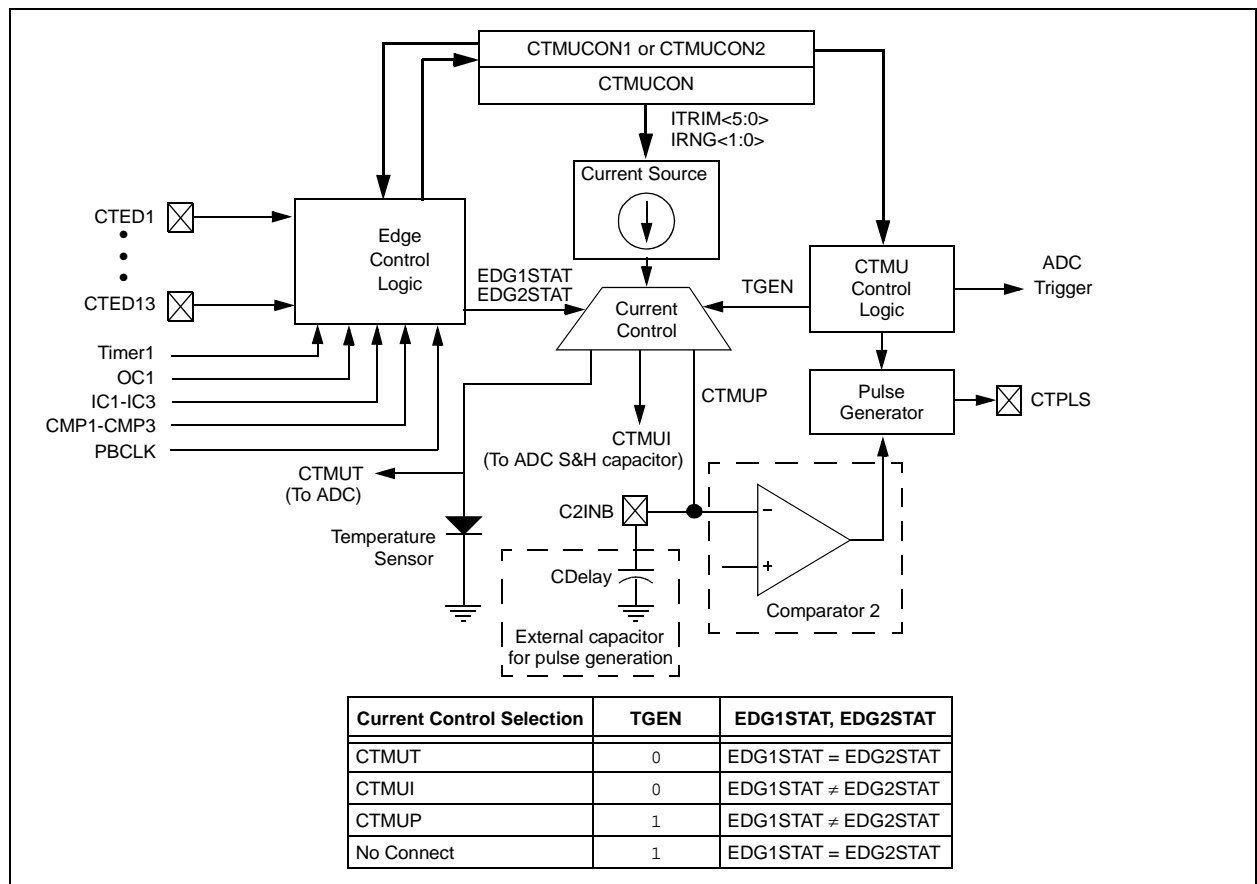 CTMUCON1 or CTMUCON2
CTMUCON
ITRIM<5:0>
IRNG<1:0>
Current Source
CTED1
CTED13
Edge
Control
Logic
EDG1STAT
EDG2STAT
Current
Control
TGEN
CTMU
Control
Logic
ADC
Trigger
Timer1
OC1
IC1-IC3
CMP1-CMP3
PBCLK
CTMUT
(To ADC)
CTMUI
(To ADC S&H capacitor)
CTMUP
Pulse
Generator
CTPLS
C2INB
Temperature
Sensor
CDelay
External capacitor
for pulse generation
−
+
Comparator 2
Current Control Selection TGEN EDG1STAT, EDG2STAT
CTMUT 0 EDG1STAT = EDG2STAT
CTMUI 0 EDG1STAT ≠ EDG2STAT
CTMUP 1 EDG1STAT ≠ EDG2STAT
No Connect 1 EDG1STAT = EDG2STAT